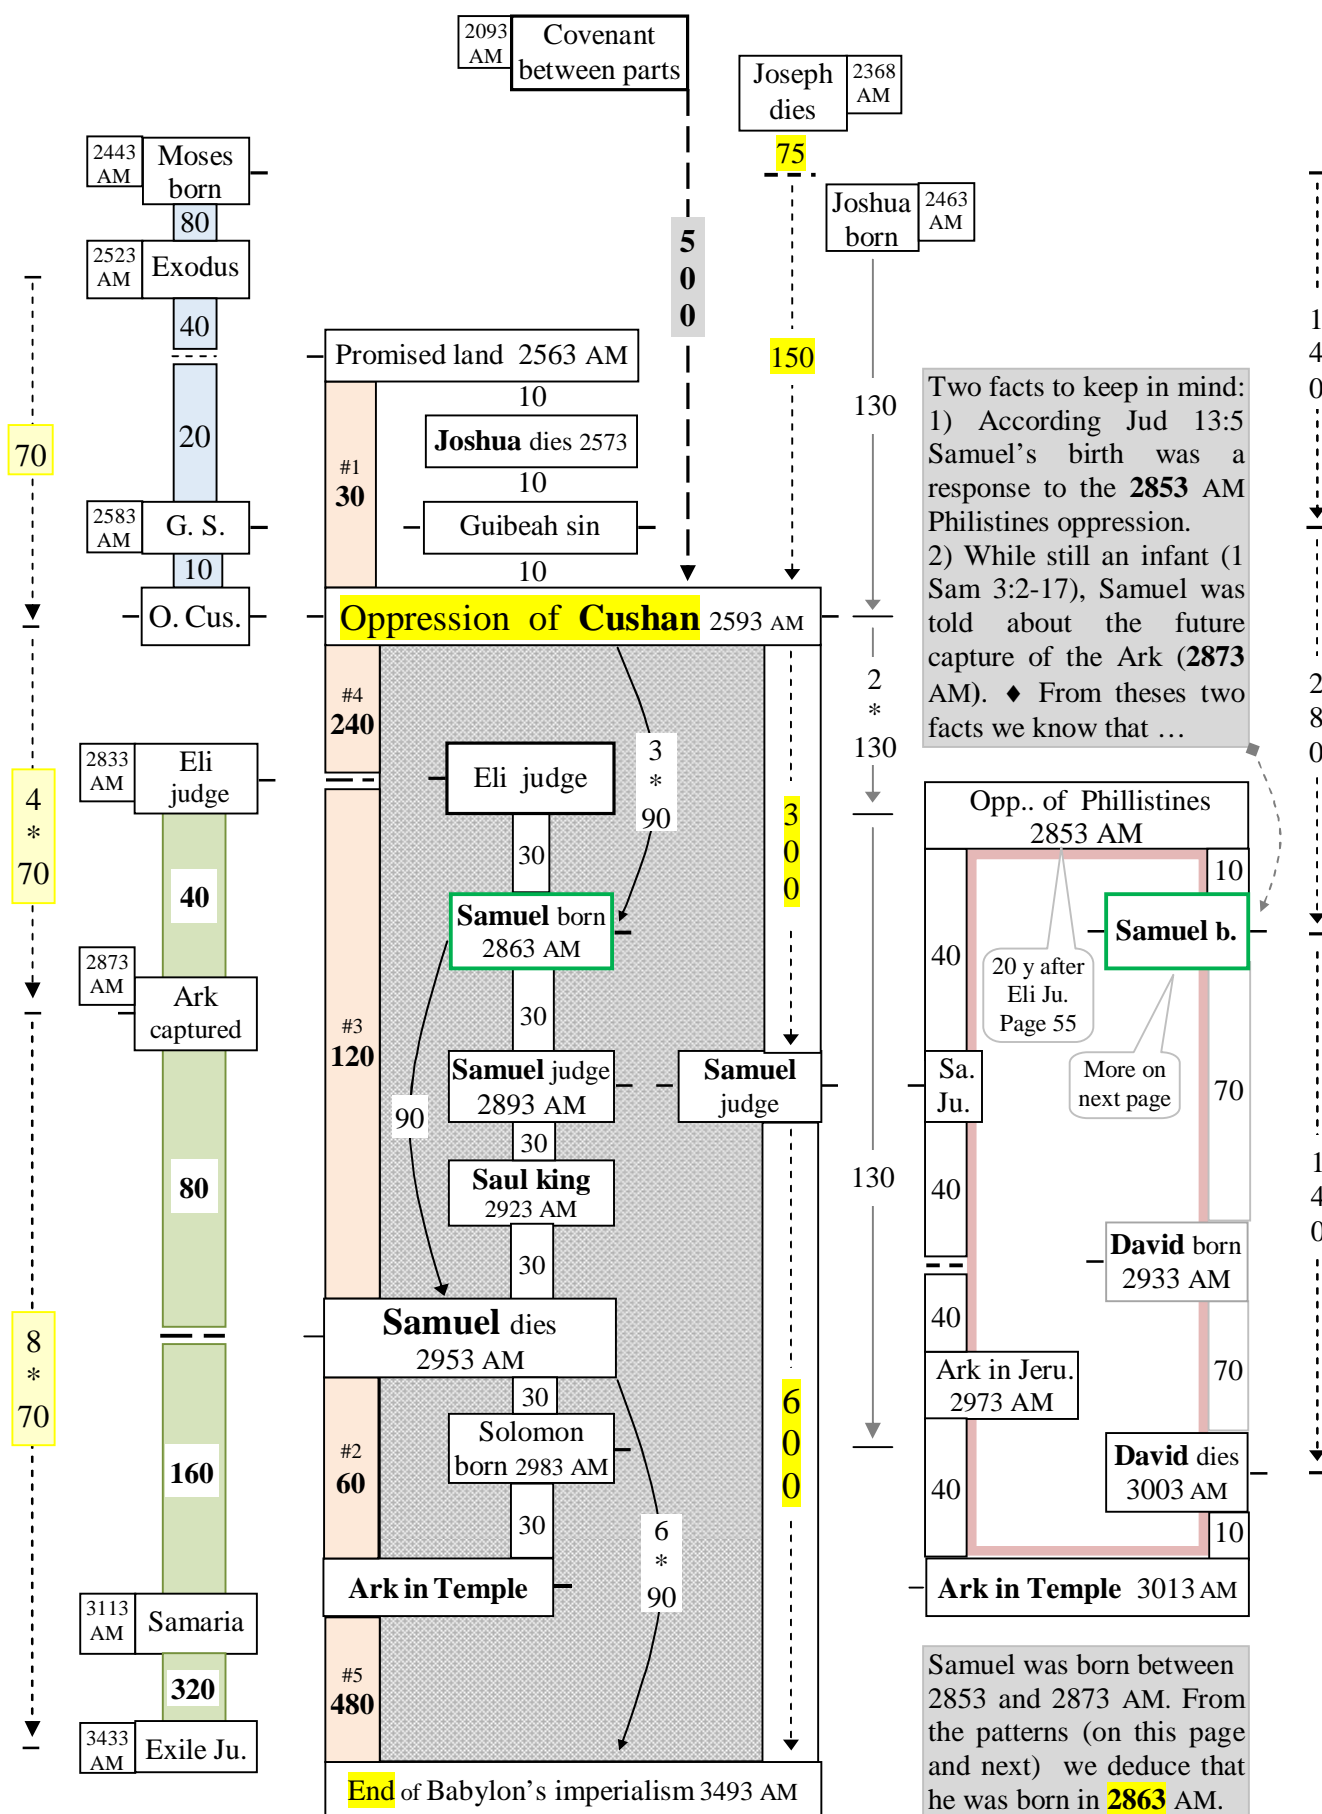 2093
AM
Covenant
between parts
Joseph
dies
2368
AM
75
2443
AM
Moses
born
80
2523
AM
Exodus
40
20
2583
AM
G. S.
10
O. Cus.
70
4
*
70
8
*
70
2833
AM
Eli
judge
40
2873
AM
Ark
captured
80
160
3113
AM
Samaria
320
3433
AM
Exile Ju.
Promised land 2563 AM
10
Joshua dies 2573
10
Guibeah sin
10
#1
30
5
0
0
150
Joshua
born
2463
AM
130
Oppression of Cushan 2593 AM
#4
240
3
*
90
Eli judge
30
Samuel born
2863 AM
30
#3
120
90
Samuel judge
2893 AM
30
Saul king
2923 AM
30
Samuel dies
2953 AM
30
#2
60
Solomon
born 2983 AM
30
Ark in Temple
#5
480
6
*
90
End of Babylon's imperialism 3493 AM
3
0
0
Samuel
judge
6
0
0
2
*
130
130
Two facts to keep in mind:
1) According Jud 13:5
Samuel’s birth was a
response to the 2853 AM
Philistines oppression.
2) While still an infant (1
Sam 3:2-17), Samuel was
told about the future
capture of the Ark (2873
AM). ♦ From theses two
facts we know that …
Opp.. of Phillistines
2853 AM
10
40
Samuel b.
20 y after
Eli Ju.
Page 55
More on
next page
Sa.
Ju.
70
40
David born
2933 AM
40
Ark in Jeru.
2973 AM
70
40
David dies
3003 AM
10
Ark in Temple 3013 AM
Samuel was born between
2853 and 2873 AM. From
the patterns (on this page
and next) we deduce that
he was born in 2863 AM.
1
4
0
2
8
0
1
4
0